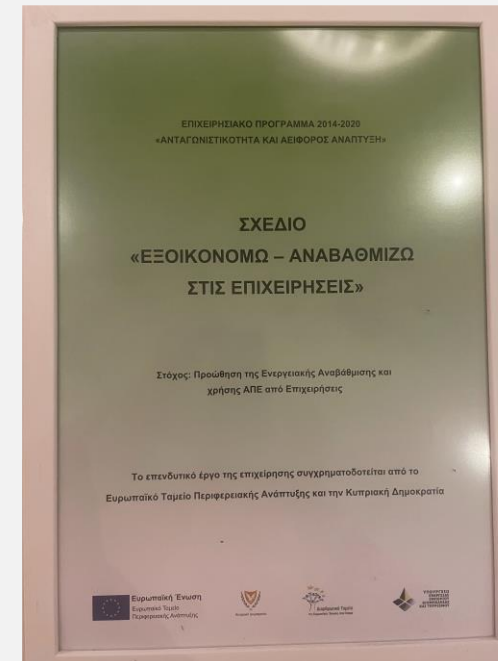 ΕΠΙΧΕΙΡΗΣΙΑΚΟ ΠΡΟΓΡΑΜΜΑ 2014-2020
«ΑΝΤΑΓΩΝΙΣΤΙΚΟΤΗΤΑ ΚΑΙ ΑΕΙΦΟΡΟΣ ΑΝΑΠΤΥΞΗ»
ΣΧΕΔΙΟ
«ΕΞΟΙΚΟΝΟΜΩ – ΑΝΑΒΑΘΜΙΖΩ
ΣΤΙΣ ΕΠΙΧΕΙΡΗΣΕΙΣ»
Στόχος: Προώθηση της Ενεργειακής Αναβάθμισης και
χρήσης ΑΠΕ από Επιχειρήσεις
Το επενδυτικό έργο της επιχείρησης συγχρηματοδοτείται από το
Ευρωπαϊκό Ταμείο Περιφερειακής Ανάπτυξης και την Κυπριακή Δημοκρατία
Ευρωπαϊκή Ένωση
Ευρωπαϊκό Ταμείο
Περιφερειακής Ανάπτυξης